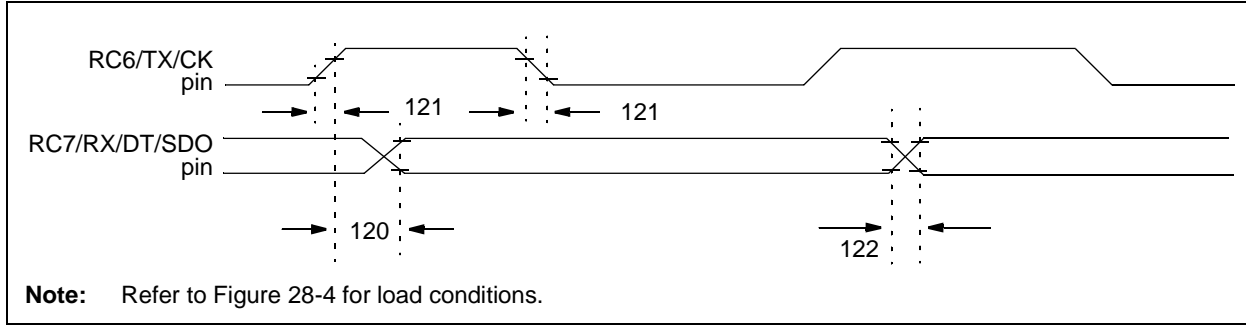 RC6/TX/CK
pin
121
121
RC7/RX/DT/SDO
pin
120
122
Note: Refer to Figure 28-4 for load conditions.